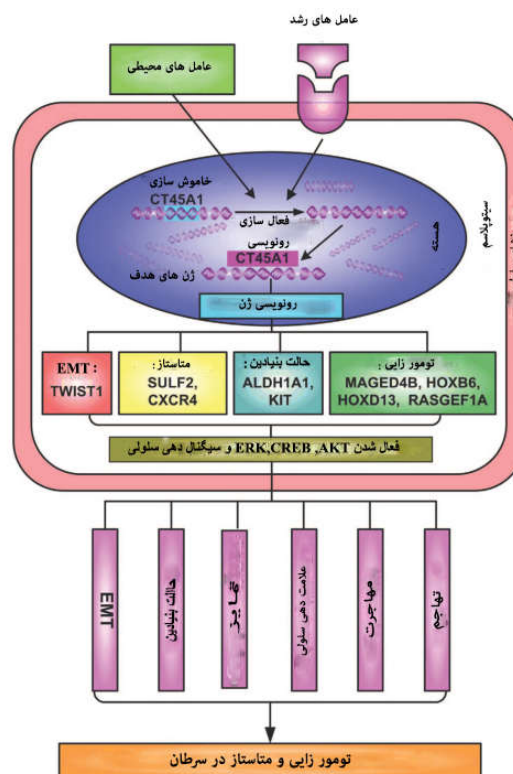 عامل های رشد
عامل های محیطی
خاموش سازی
CT45A1
فعال سازی
رونویسی
CT45A1
ژن های هدف
هسته
سیتوپلاسم
رونویسی ژن
EMT :
TWIST1
متاستاز :
SULF2,
CXCR4
حالت بنیادین :
ALDH1A1,
KIT
تومور زایی :
MAGED4B, HOXB6,
HOXD13, RASGEF1A
فعال شدن ERK,CREB ,AKT و سیگنال دهی سلولی
EMT
حاالت بنیادین
تمایز
علامت دهی سلولی
مهاجرت
تهاجم
تومور زایی و متاستاز در سرطان